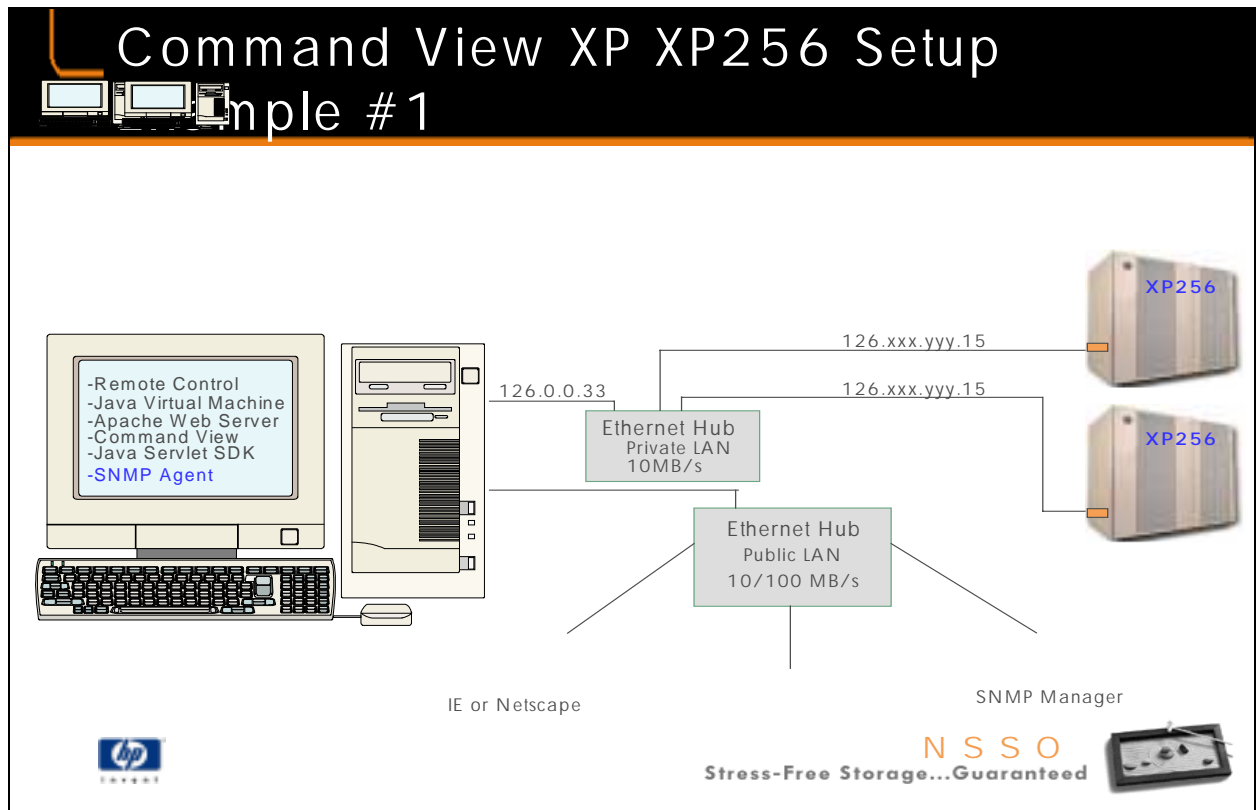 Command View XP XP256 Setup
mple #1
XP256
126.xxx.yyy.15
-Remote Control
-Java Virtual Machine
-Apache Web Server
-Command View
-Java Servlet SDK
-SNMP Agent
126.0.0.33
126.xxx.yyy.15
Ethernet Hub
Private LAN
10MB/s
XP256
Ethernet Hub
Public LAN
10/100 MB/s
IE or Netscape
SNMP Manager
hp
invent
NSSO
Stress-Free Storage...Guaranteed